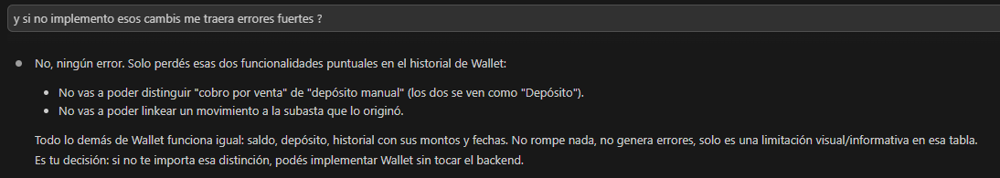 y si no implemento esos cambis me traera errores fuertes ?
No, ningún error. Solo perdés esas dos funcionalidades puntuales en el historial de Wallet:
No vas a poder distinguir "cobro por venta" de "depósito manual" (los dos se ven como "Depósito").
No vas a poder linkear un movimiento a la subasta que lo originó.
Todo lo demás de Wallet funciona igual: saldo, depósito, historial con sus montos y fechas. No rompe nada, no genera errores, solo es una limitación visual/informativa en esa tabla.
Es tu decisión: si no te importa esa distinción, podés implementar Wallet sin tocar el backend.